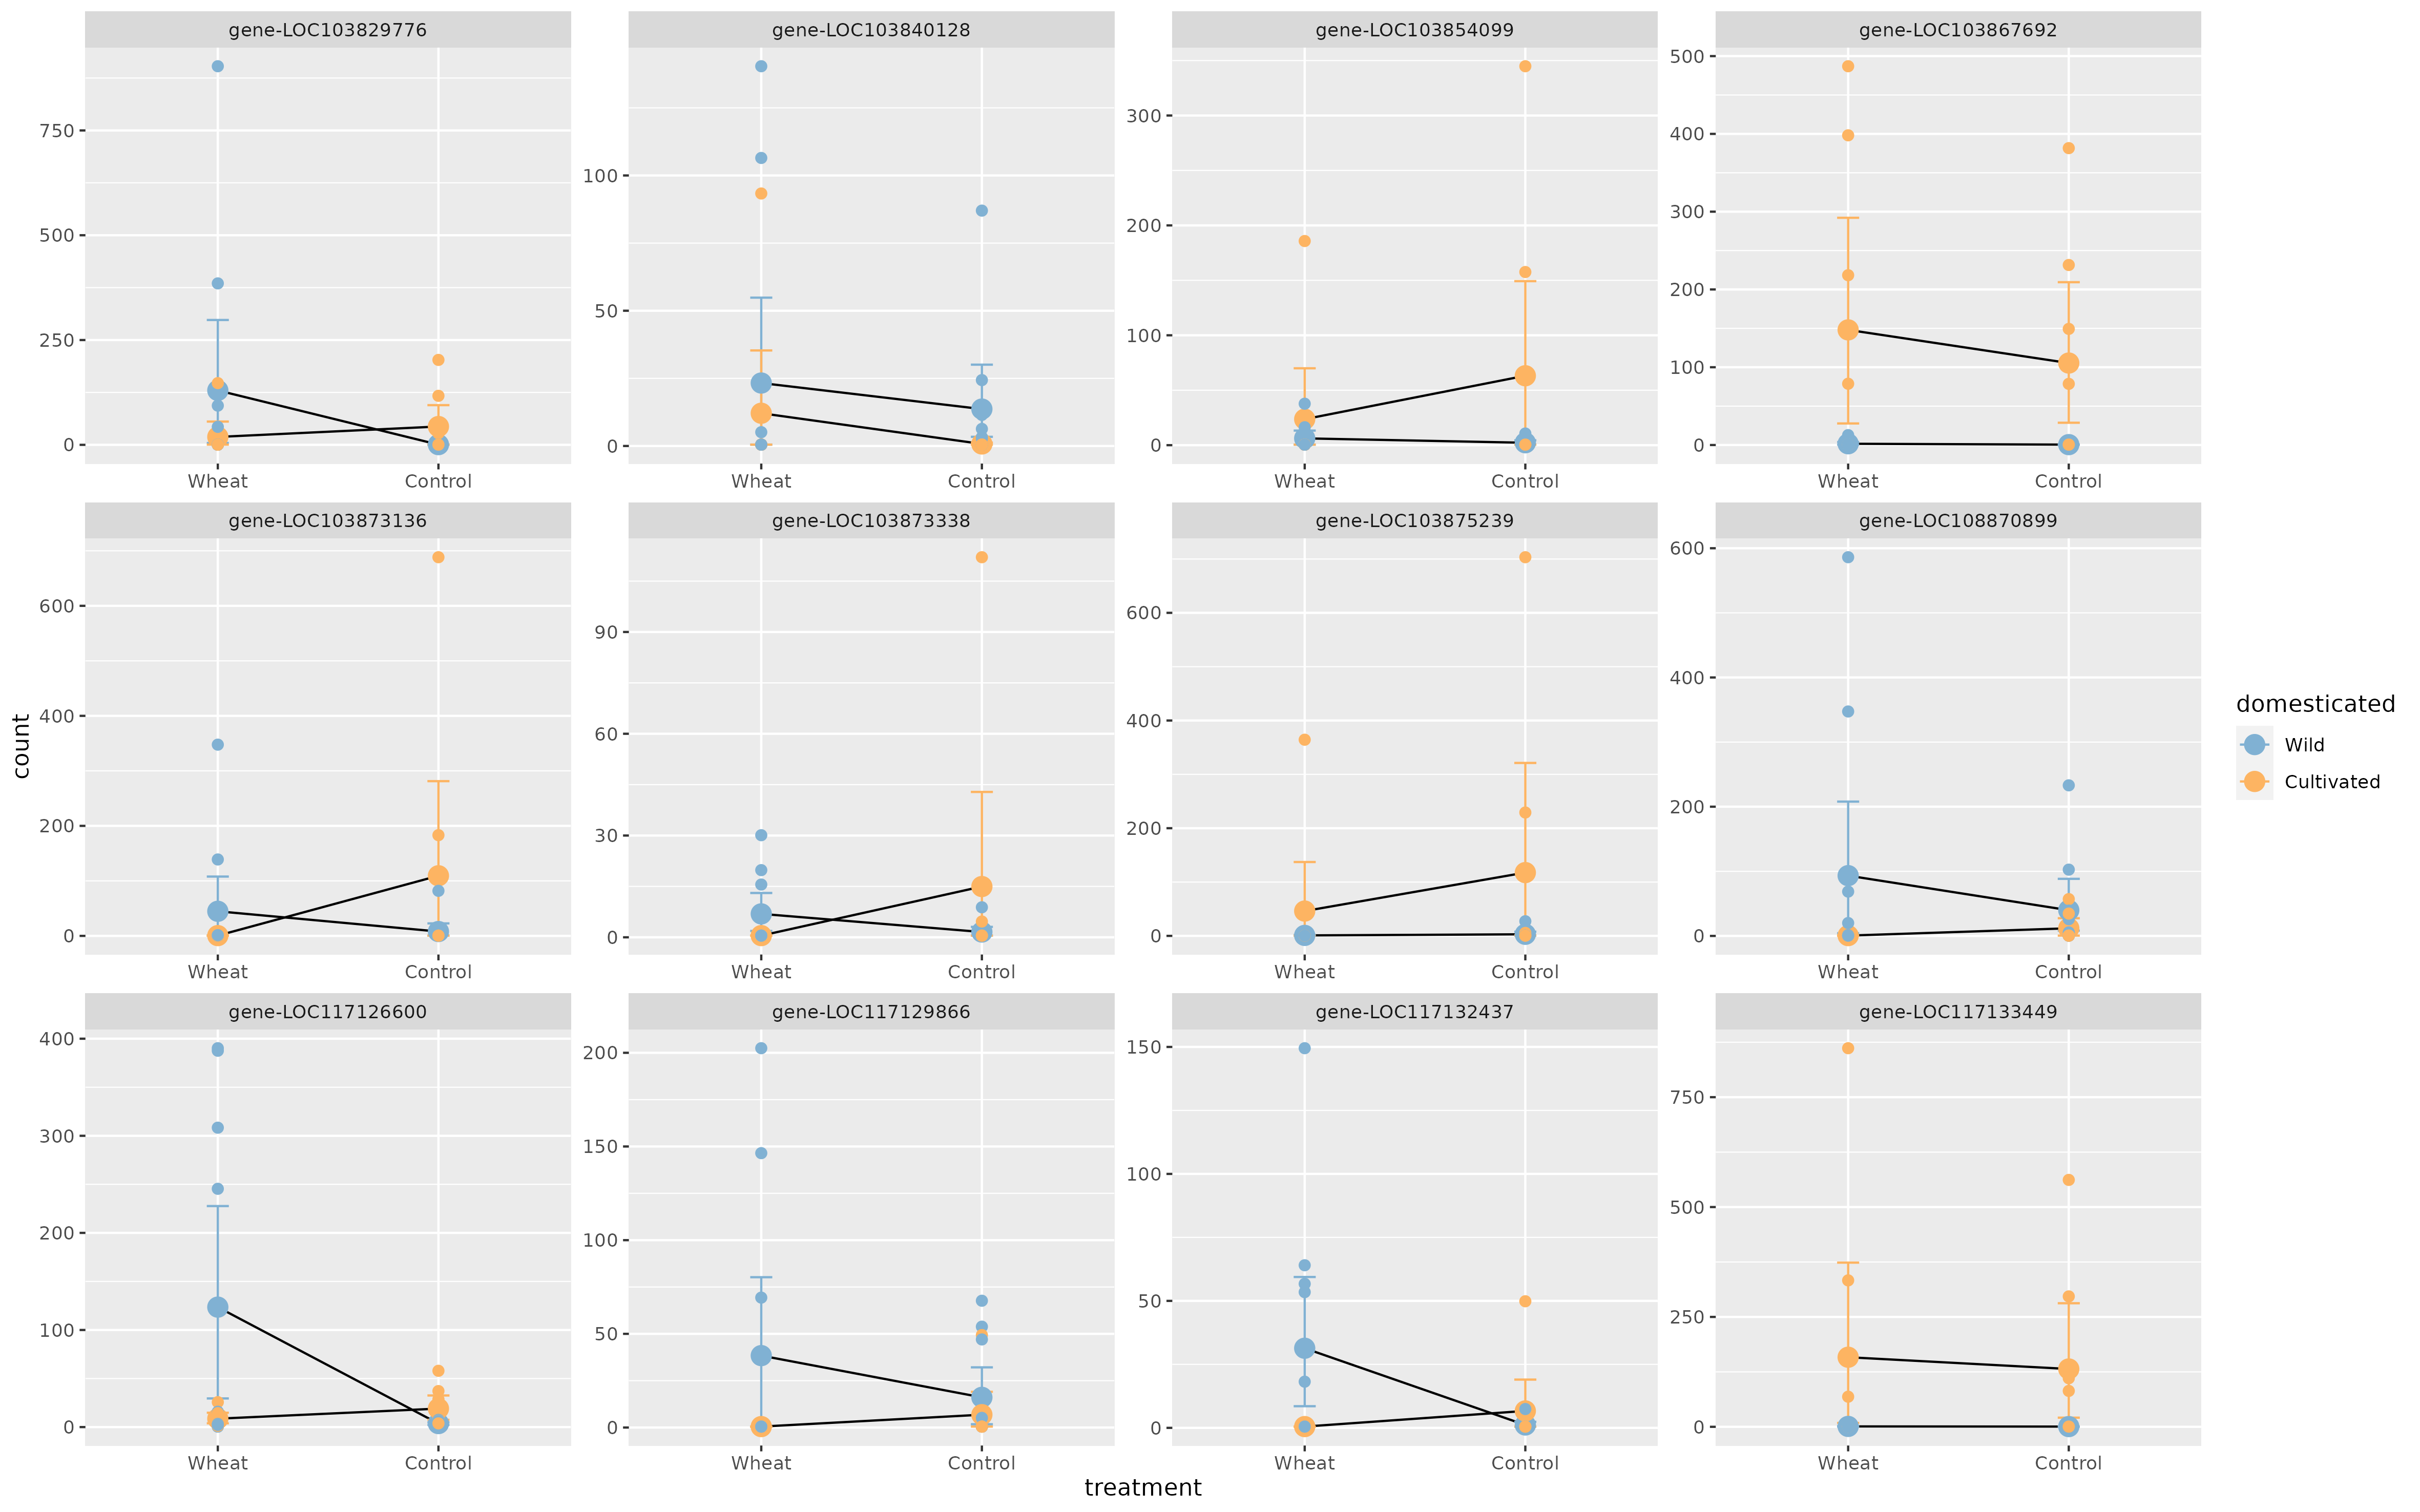 gene-LOC103829776
gene-LOC103840128
gene-LOC103854099
gene-LOC103867692
750
500
250
0
100
50
0
300
200
100
0
500
400
300
200
100
0
Wheat Control
Wheat Control
Wheat Control
Wheat Control
gene-LOC103873136
gene-LOC103873338
gene-LOC103875239
gene-LOC108870899
600
400
200
0
90
60
30
0
600
400
200
0
600
400
200
0
Wheat Control
Wheat Control
Wheat Control
Wheat Control
gene-LOC117126600
gene-LOC117129866
gene-LOC117132437
gene-LOC117133449
400
300
200
100
0
200
150
100
50
0
150
100
50
0
750
500
250
0
Wheat Control
Wheat Control
Wheat Control
Wheat Control
count
treatment
domesticated
Wild
Cultivated